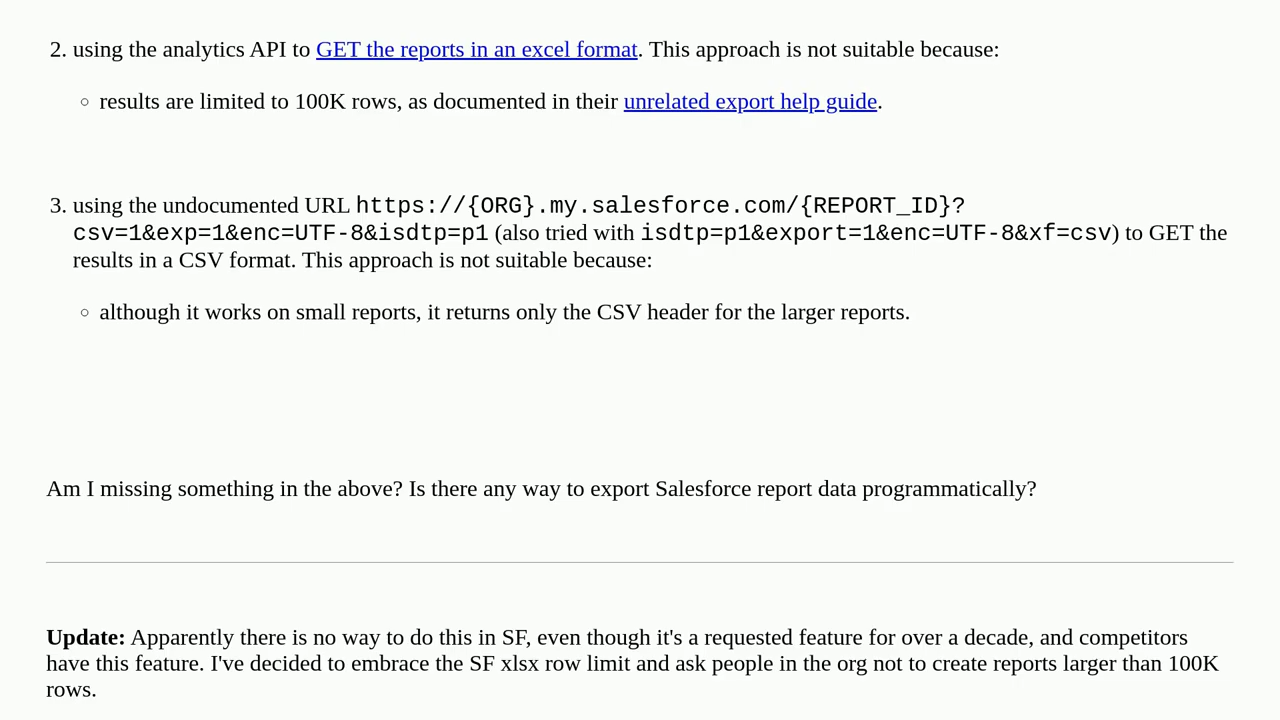 2. using the analytics API to GET the reports in an excel format. This approach is not suitable because:
○ results are limited to 100K rows, as documented in their unrelated export help guide.
3. using the undocumented URL https://{ORG}.my.salesforce.com/{REPORT_ID}?
csv=1&exp=1&enc=UTF-8&isdtp=p1 (also tried with isdtp=p1&export=1&enc=UTF-8&xf=csv) to GET the
results in a CSV format. This approach is not suitable because:
○ although it works on small reports, it returns only the CSV header for the larger reports.
Am I missing something in the above? Is there any way to export Salesforce report data programmatically?
Update: Apparently there is no way to do this in SF, even though it's a requested feature for over a decade, and competitors
have this feature. I've decided to embrace the SF xlsx row limit and ask people in the org not to create reports larger than 100K
rows.